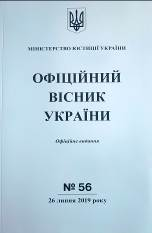 МІНІСТЕРСТВО ЮСТИЦІЇ УКРАЇНИ
ОФІЦІЙНИЙ
ВІСНИК
УКРАЇНИ
Офіційне видання
№ 56
26 липня 2019 року